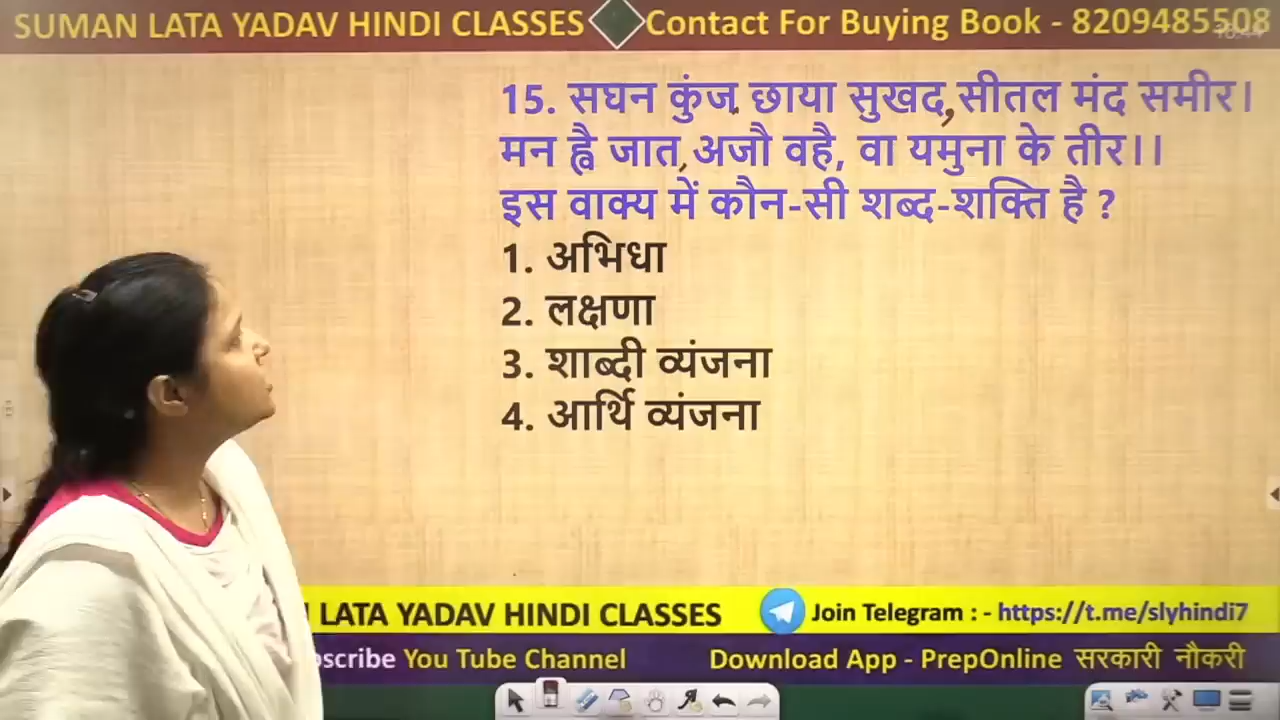 SUMAN LATA YADAV HINDI CLASSES Contact For Buying Book - 8209485508
15. सघन कुंज, छाया सुखद, सीतल मंद समीर।
मन ह्वै जात, अजौ वहै, वा यमुना के तीर।।
इस वाक्य में कौन-सी शब्द-शक्ति है ?
1. अभिधा
2. लक्षणा
3. शाब्दी व्यंजना
4. आर्थि व्यंजना
LATA YADAV HINDI CLASSES Join Telegram : - https://t.me/slyhindi7
bscribe You Tube Channel Download App - PrepOnline सरकारी नौकरी